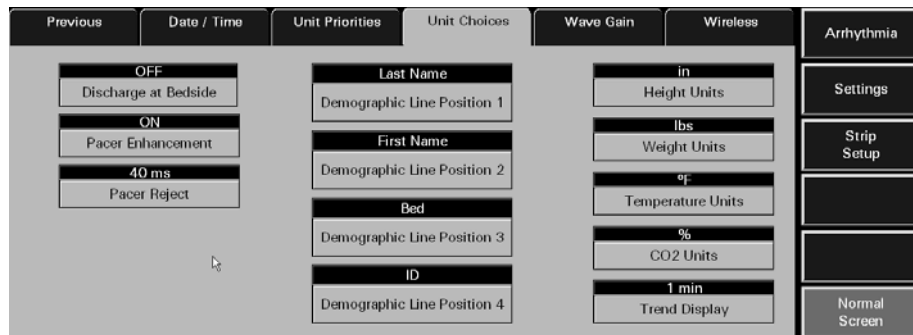 Previous
Date / Time
Unit Priorities
Unit Choices
Wave Gain
Wireless
OFF
Discharge at Bedside
ON
Pacer Enhancement
40 ms
Pacer Reject
Last Name
Demographic Line Position 1
First Name
Demographic Line Position 2
Bed
Demographic Line Position 3
ID
Demographic Line Position 4
in
Height Units
lbs
Weight Units
ºF
Temperature Units
%
CO2 Units
1 min
Trend Display
Arrhythmia
Settings
Strip
Setup
Normal
Screen